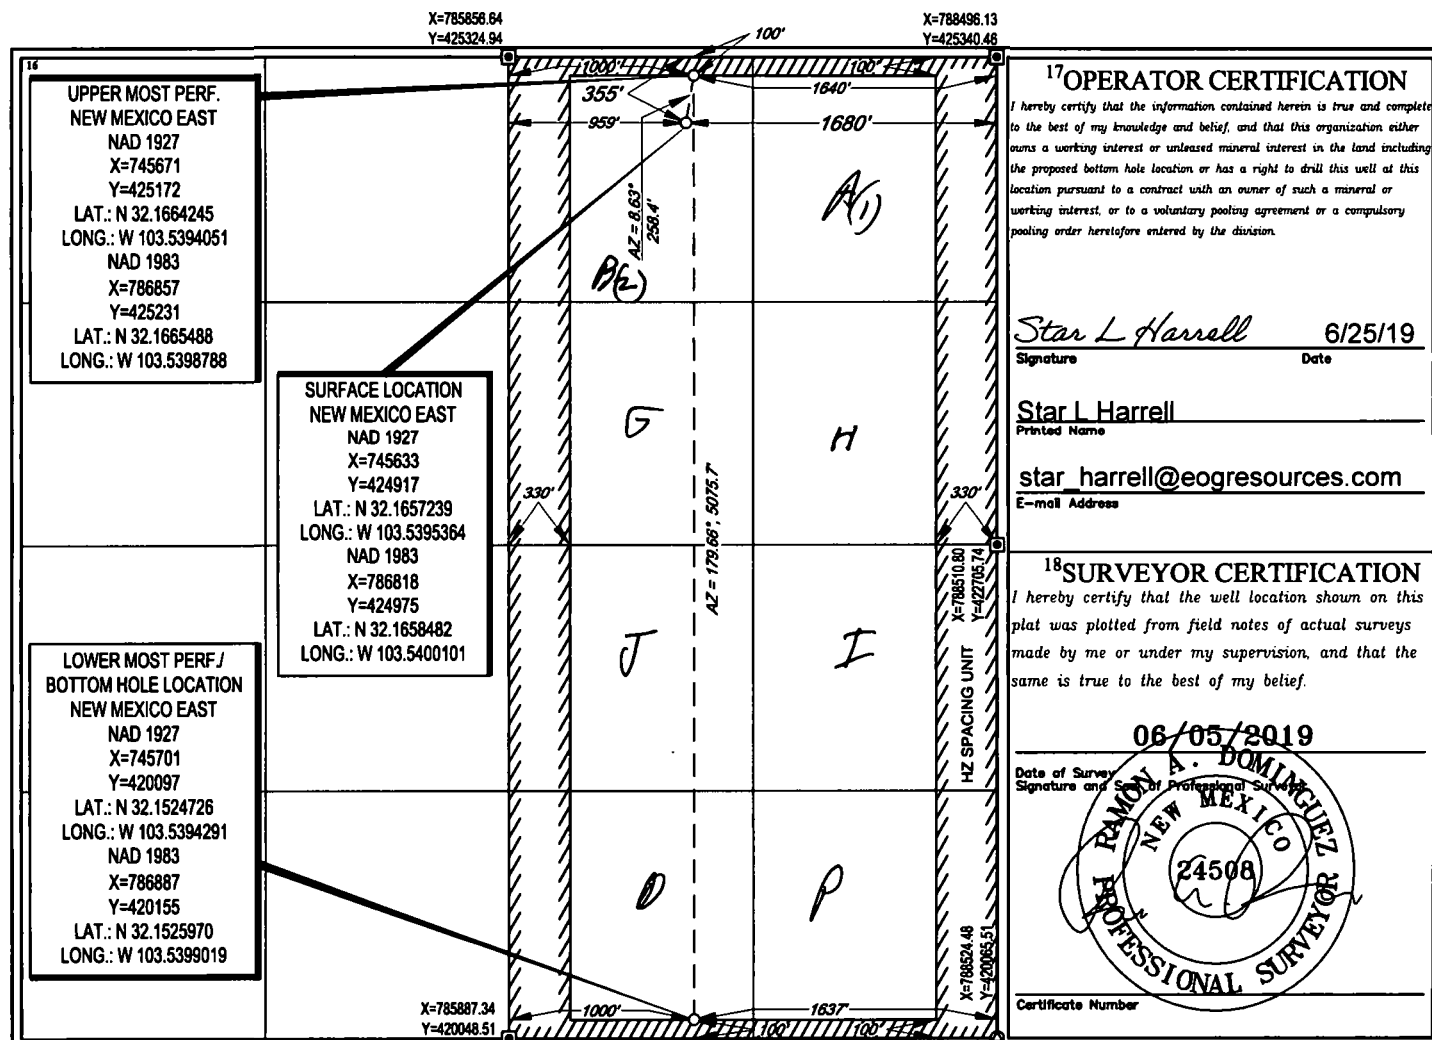 X=785856.64
Y=425324.94
X=788496.13
Y=425340.46
100'
16
1000'
100'
355'
1640'
959'
1680'
AZ = 8.63°
258.4'
A(1)
B(2)
UPPER MOST PERF.
NEW MEXICO EAST
NAD 1927
X=745671
Y=425172
LAT.: N 32.1664245
LONG.: W 103.5394051
NAD 1983
X=786857
Y=425231
LAT.: N 32.1665488
LONG.: W 103.5398788
SURFACE LOCATION
NEW MEXICO EAST
NAD 1927
X=745633
Y=424917
LAT.: N 32.1657239
LONG.: W 103.5395364
NAD 1983
X=786818
Y=424975
LAT.: N 32.1658482
LONG.: W 103.5400101
LOWER MOST PERF./
BOTTOM HOLE LOCATION
NEW MEXICO EAST
NAD 1927
X=745701
Y=420097
LAT.: N 32.1524726
LONG.: W 103.5394291
NAD 1983
X=786887
Y=420155
LAT.: N 32.1525970
LONG.: W 103.5399019
G
H
330'
330'
AZ = 179.66°, 5075.7'
X=788510.80
Y=422705.74
J
I
HZ SPACING UNIT
O
P
X=788524.48
Y=420065.51
X=785887.34
Y=420048.51
1000'
1637'
100'
100'
17OPERATOR CERTIFICATION
I hereby certify that the information contained herein is true and complete
to the best of my knowledge and belief, and that this organization either
owns a working interest or unleased mineral interest in the land including
the proposed bottom hole location or has a right to drill this well at this
location pursuant to a contract with an owner of such a mineral or
working interest, or to a voluntary pooling agreement or a compulsory
pooling order heretofore entered by the division.
Star L Harrell 6/25/19
Signature Date
Star L Harrell
Printed Name
star_harrell@eogresources.com
E-mail Address
18SURVEYOR CERTIFICATION
I hereby certify that the well location shown on this
plat was plotted from field notes of actual surveys
made by me or under my supervision, and that the
same is true to the best of my belief.
06/05/2019
Date of Survey
Signature and Seal of Professional Surveyor
RAMON A. DOMINGUEZ
NEW MEXICO
24508
PROFESSIONAL SURVEYOR
Certificate Number